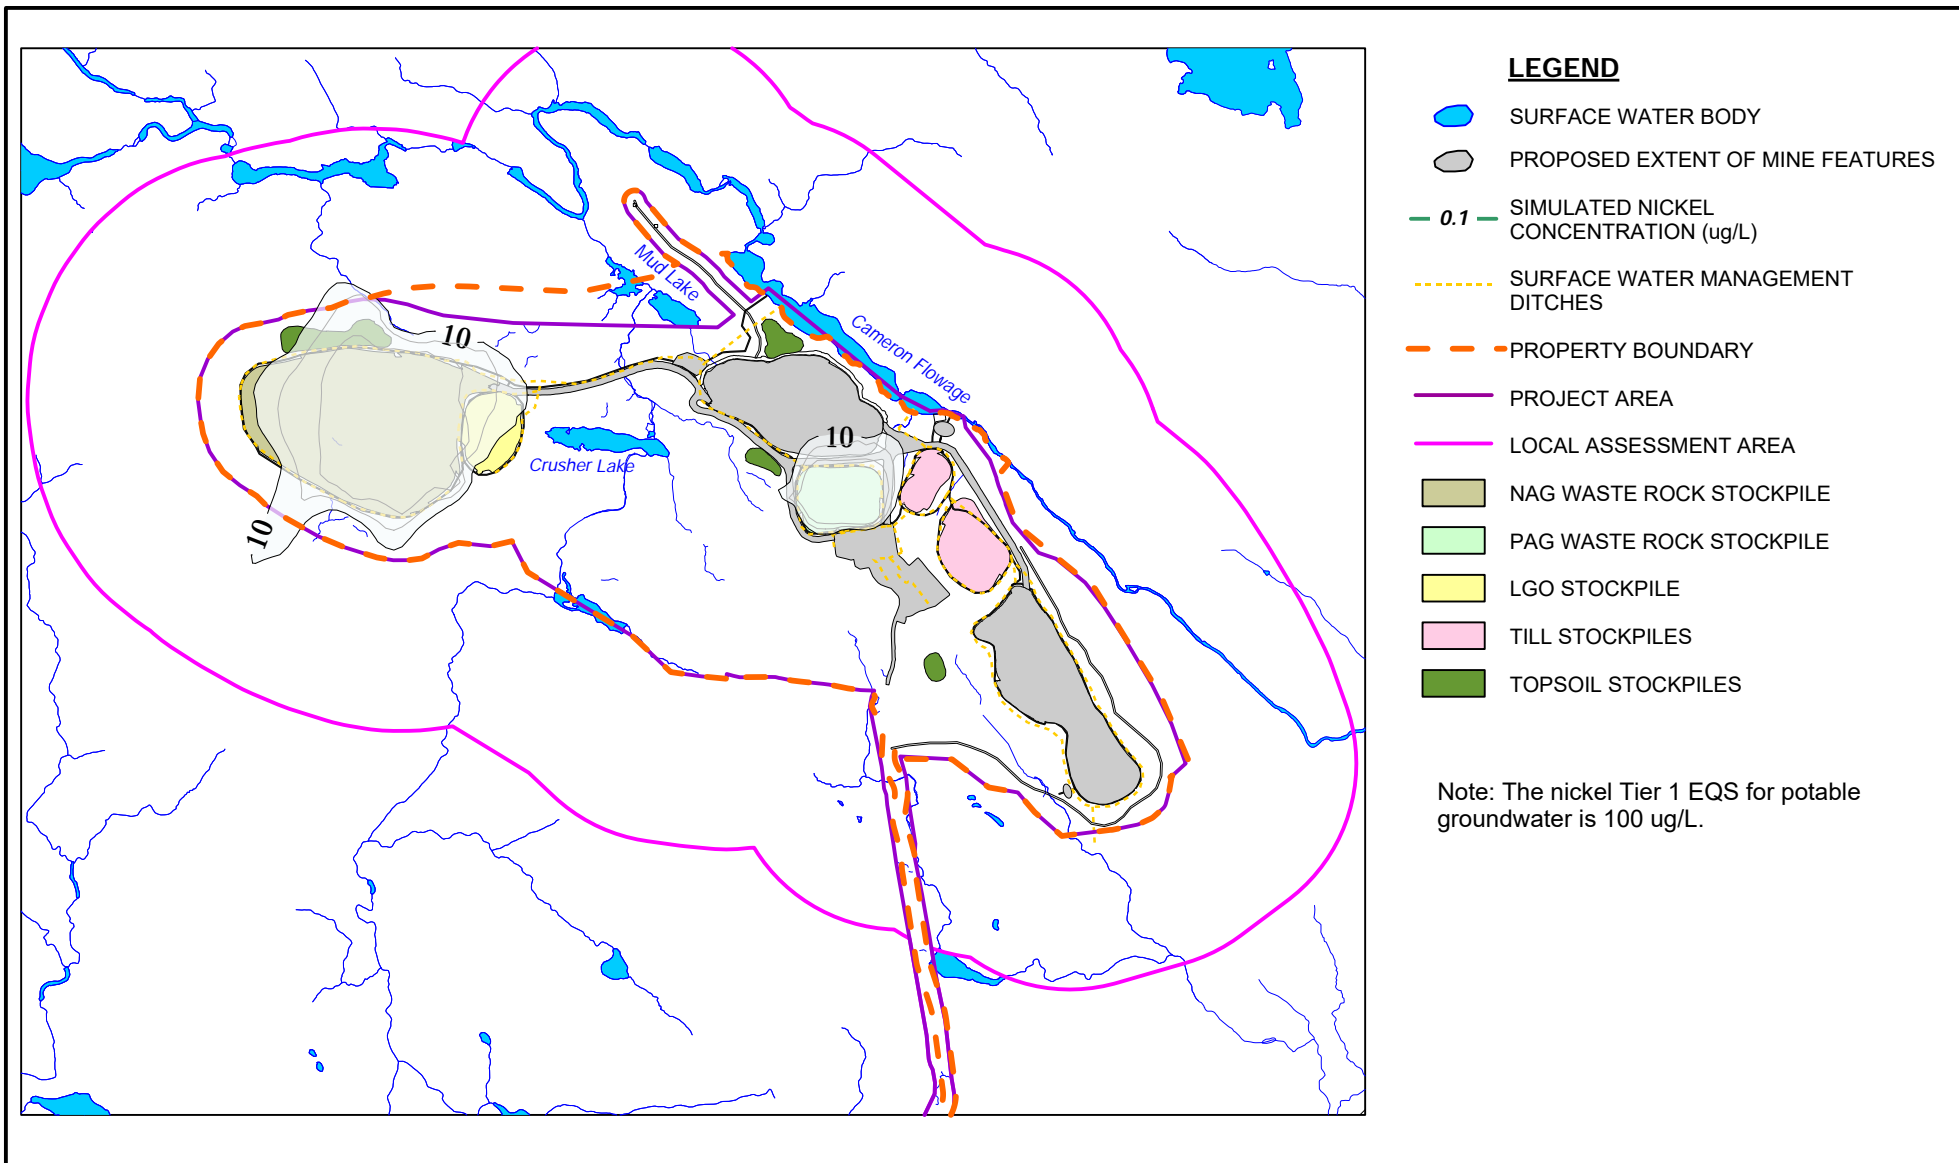 LEGEND
SURFACE WATER BODY
PROPOSED EXTENT OF MINE FEATURES
0.1
SIMULATED NICKEL
CONCENTRATION (ug/L)
SURFACE WATER MANAGEMENT
DITCHES
PROPERTY BOUNDARY
PROJECT AREA
LOCAL ASSESSMENT AREA
NAG WASTE ROCK STOCKPILE
PAG WASTE ROCK STOCKPILE
LGO STOCKPILE
TILL STOCKPILES
TOPSOIL STOCKPILES
Note: The nickel Tier 1 EQS for potable
groundwater is 100 ug/L.
Mud Lake
Cameron Flowage
Crusher Lake
10
10
10